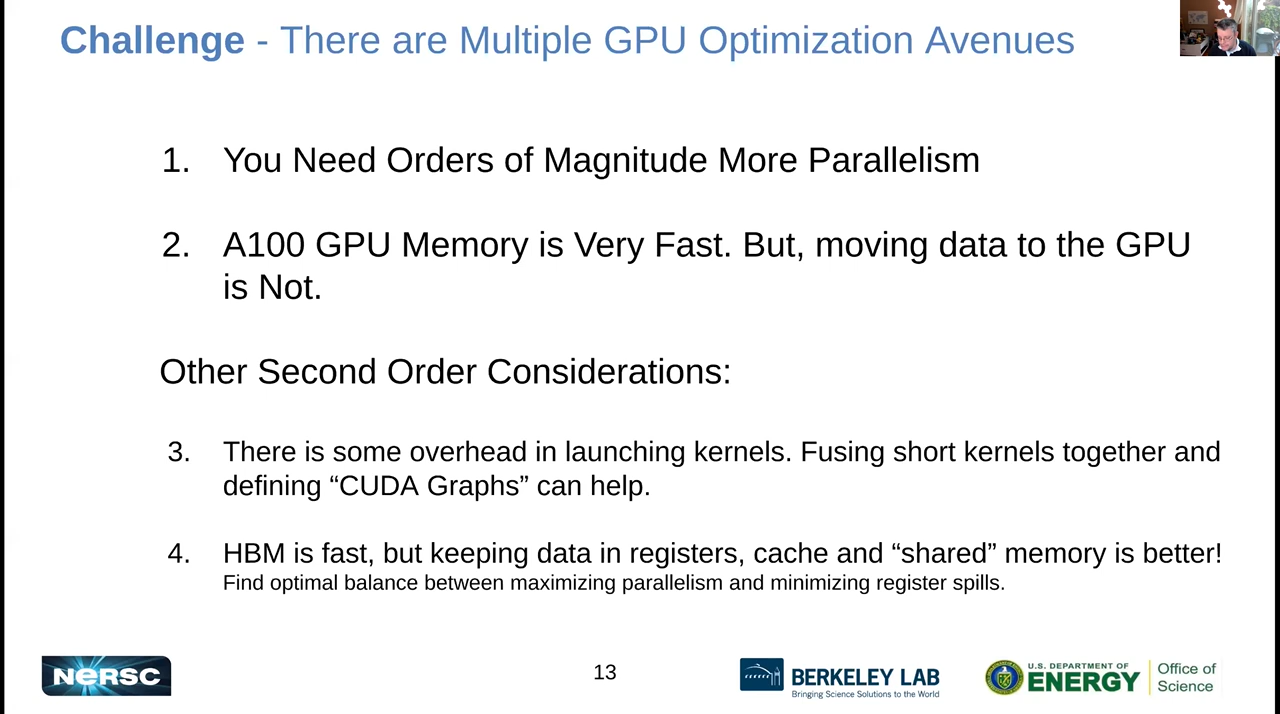 Challenge - There are Multiple GPU Optimization Avenues
1. You Need Orders of Magnitude More Parallelism
2. A100 GPU Memory is Very Fast. But, moving data to the GPU
is Not.
Other Second Order Considerations:
3. There is some overhead in launching kernels. Fusing short kernels together and
defining “CUDA Graphs” can help.
4. HBM is fast, but keeping data in registers, cache and “shared” memory is better!
Find optimal balance between maximizing parallelism and minimizing register spills.
NERSC
13
BERKELEY LAB
Bringing Science Solutions to the World
U.S. DEPARTMENT OF
ENERGY
Office of
Science